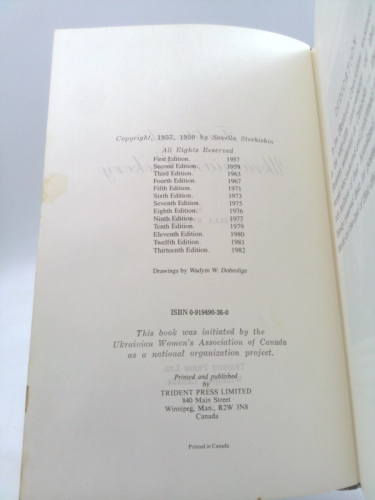 Copyright, 1957, 1959 by Savella Stechishin
All Rights Reserved
First Edition. 1957
Second Edition. 1959
Third Edition. 1963
Fourth Edition. 1967
Fifth Edition. 1971
Sixth Edition. 1973
Seventh Edition. 1975
Eighth Edition. 1976
Ninth Edition. 1977
Tenth Edition. 1979
Eleventh Edition. 1980
Twelfth Edition. 1981
Thirteenth Edition. 1982
Drawings by Wadym W. Dobrolige
ISBN 0-919490-36-0
This book was initiated by the
Ukrainian Women's Association of Canada
as a national organization project.
Printed and published
by
TRIDENT PRESS LIMITED
840 Main Street
Winnipeg, Man., R2W 3N8
Canada
Printed in Canada